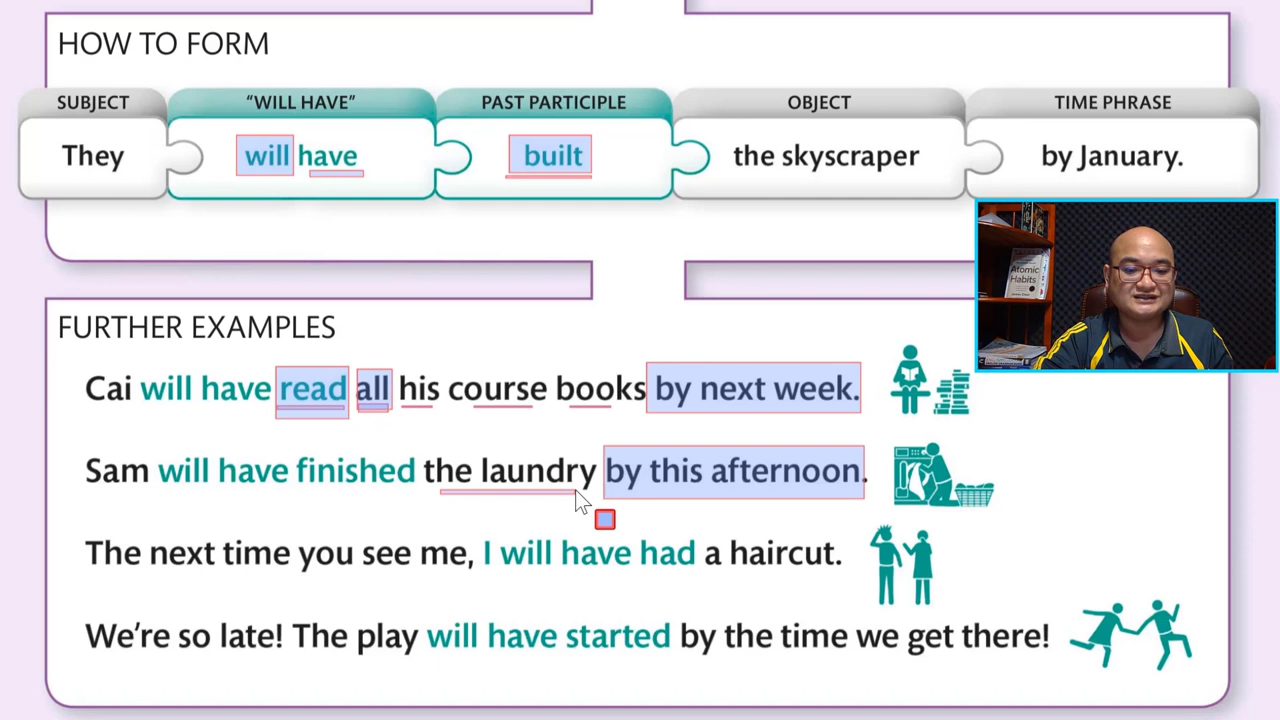 HOW TO FORM
SUBJECT "WILL HAVE" PAST PARTICIPLE OBJECT TIME PHRASE
They will have built the skyscraper by January.
Atomic
Habits
FURTHER EXAMPLES
Cai will have read all his course books by next week.
Sam will have finished the laundry by this afternoon.
The next time you see me, I will have had a haircut.
We're so late! The play will have started by the time we get there!